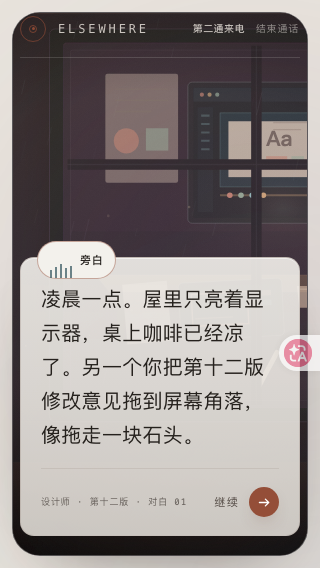 ELSEWHERE
第二通来电 结束通话
Aa
旁白
凌晨一点。屋里只亮着显
示器，桌上咖啡已经凉
了。另一个你把第十二版
修改意见拖到屏幕角落，
像拖走一块石头。
设计师 · 第十二版 · 对白 01
继续 →